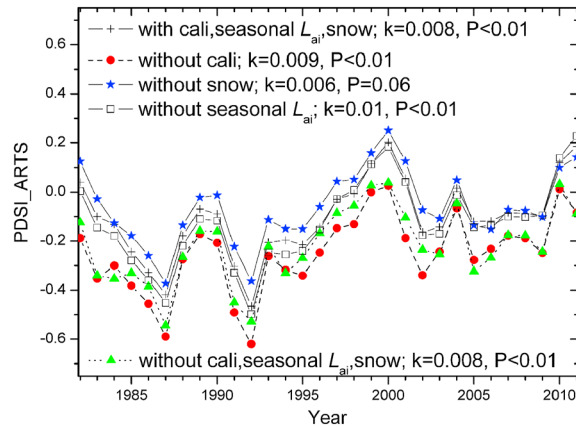 with cali,seasonal Lai,snow; k=0.008, P<0.01
without cali; k=0.009, P<0.01
without snow; k=0.006, P=0.06
without seasonal Lai; k=0.01, P<0.01
0.6
0.4
0.2
0.0
-0.2
-0.4
-0.6
PDSI_ARTS
without cali,seasonal Lai,snow; k=0.008, P<0.01
1985 1990 1995 2000 2005 2010
Year